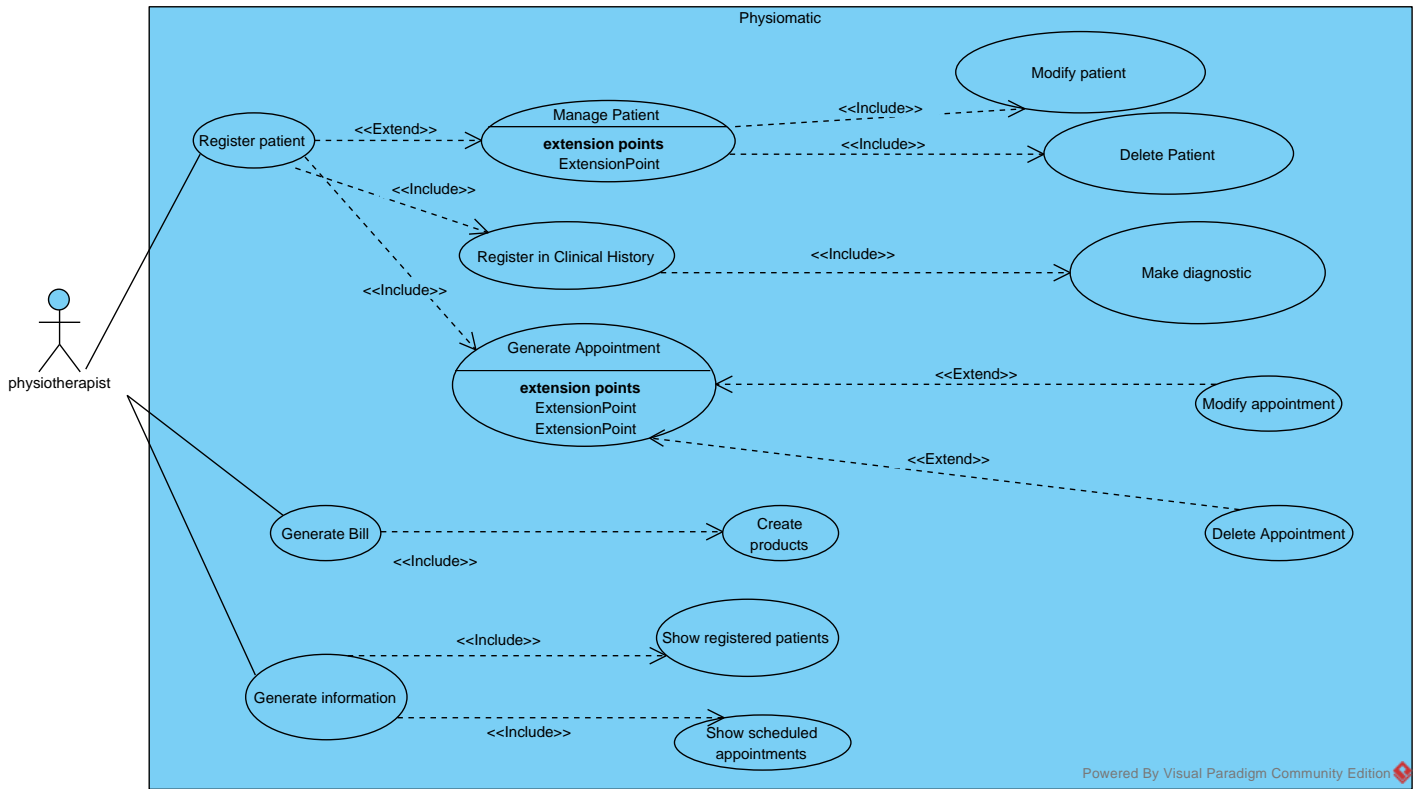 Physiomatic
Modify patient
<<Include>>
Manage Patient
<<Extend>>
Register patient
extension points
ExtensionPoint
<<Include>>
Delete Patient
<<Include>>
Register in Clinical History
<<Include>>
Make diagnostic
<<Include>>
Generate Appointment
physiotherapist
extension points
ExtensionPoint
ExtensionPoint
<<Extend>>
Modify appointment
<<Extend>>
Generate Bill
<<Include>>
Create
products
Delete Appointment
<<Include>>
Show registered patients
Generate information
<<Include>>
Show scheduled
appointments
Powered By Visual Paradigm Community Edition